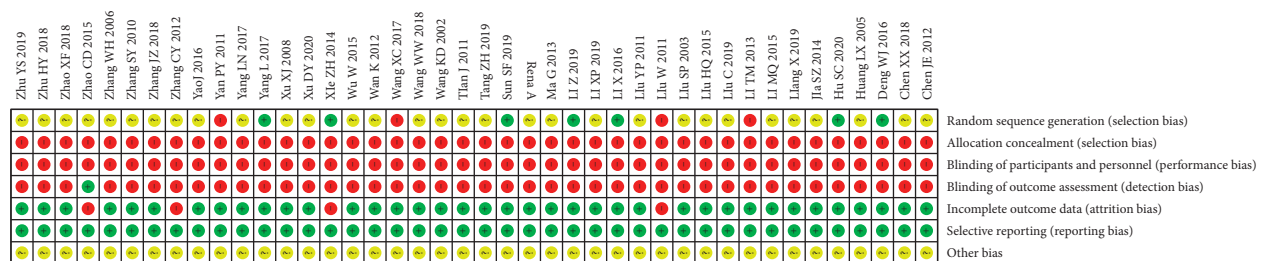 Zhu YS 2019
Zhu HY 2018
Zhao XF 2018
Zhao CD 2015
Zhang WH 2006
Zhang SY 2010
Zhang JZ 2018
Zhang CY 2012
YaoJ 2016
Yan PY 2011
Yang LN 2017
Yang L 2017
Xu XJ 2008
Xu DY 2020
XIe ZH 2014
Wu W 2015
Wan K 2012
Wang XC 2017
Wang WW 2018
Wang KD 2002
TIan J 2011
Tang ZH 2019
Sun SF 2019
Rena A
Ma G 2013
LI Z 2019
LI XP 2019
LI X 2016
LIu YP 2011
LIu W 2011
LIu SP 2003
LIu HQ 2015
LIu C 2019
LI TM 2013
LI MQ 2015
LIang X 2019
JIa SZ 2014
Hu SC 2020
Huang LX 2005
Deng WJ 2016
Chen XX 2018
Chen JE 2012
Random sequence generation (selection bias)
Allocation concealment (selection bias)
Blinding of participants and personnel (performance bias)
Blinding of outcome assessment (detection bias)
Incomplete outcome data (attrition bias)
Selective reporting (reporting bias)
Other bias